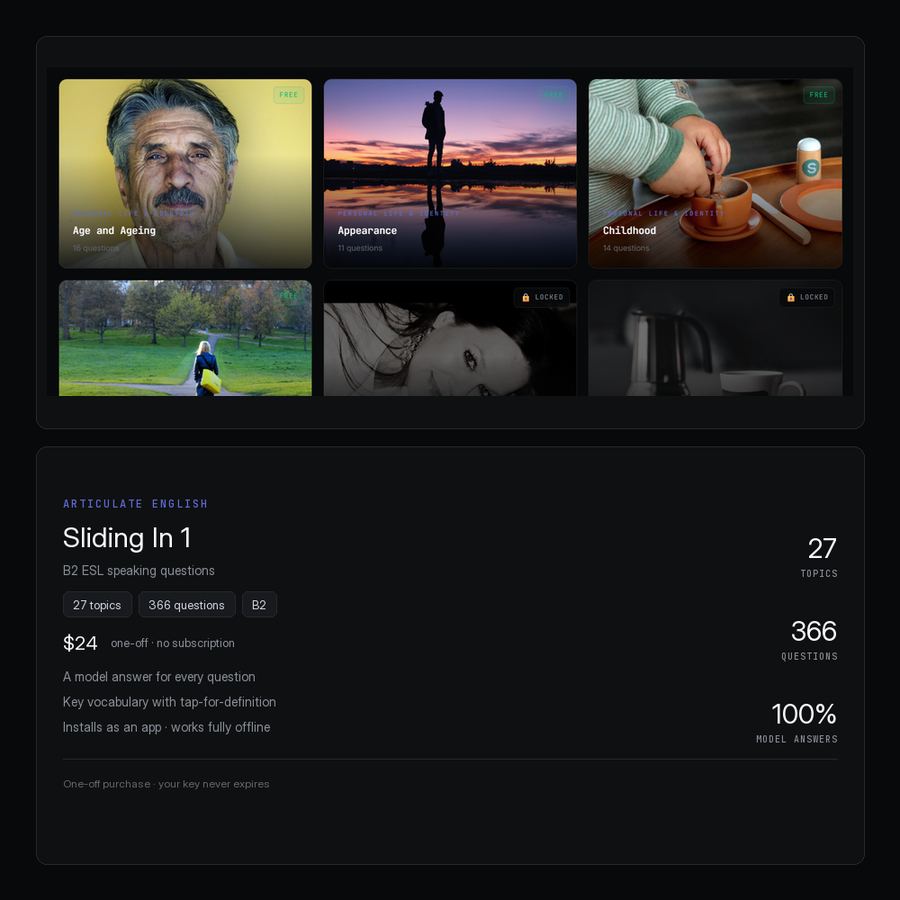 FREE
PERSONAL LIFE & IDENTITY
Age and Ageing
16 questions
FREE
PERSONAL LIFE & IDENTITY
Appearance
11 questions
FREE
PERSONAL LIFE & IDENTITY
Childhood
14 questions
S
FREE
LOCKED
LOCKED
ARTICULATE ENGLISH
Sliding In 1
B2 ESL speaking questions
27 topics
366 questions
B2
$24 one-off · no subscription
A model answer for every question
Key vocabulary with tap-for-definition
Installs as an app · works fully offline
One-off purchase · your key never expires
27
TOPICS
366
QUESTIONS
100%
MODEL ANSWERS